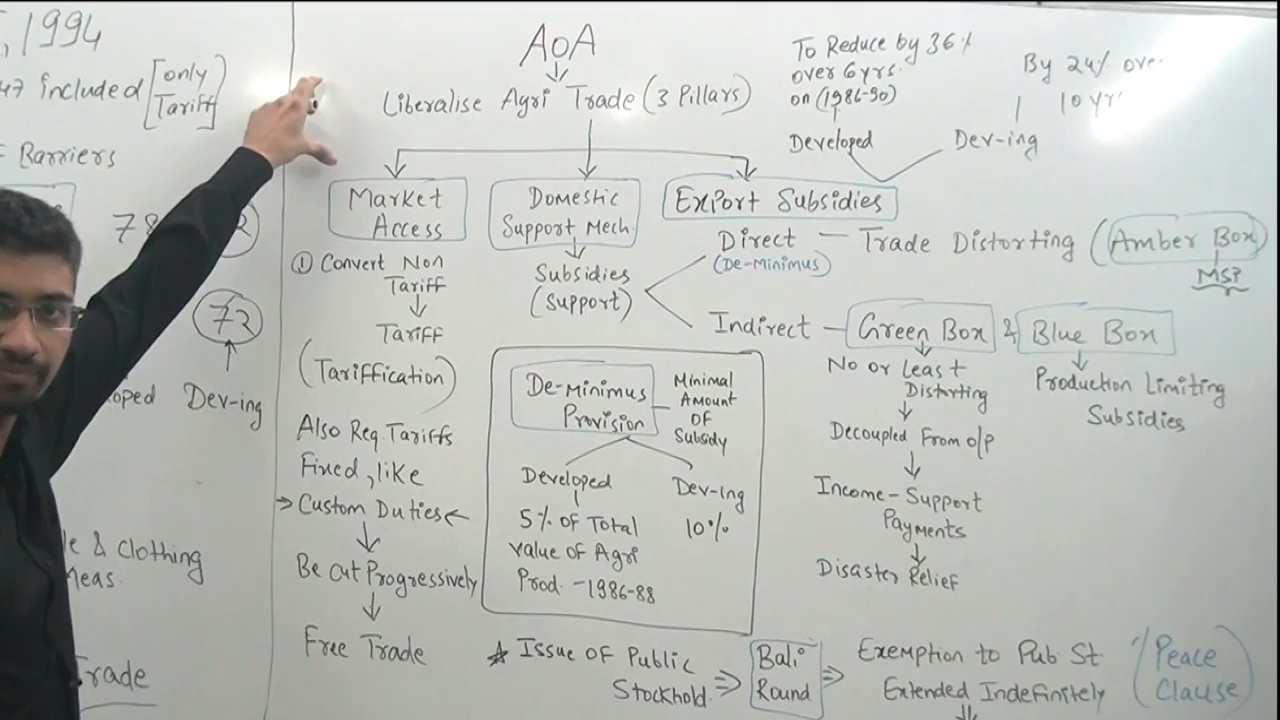 , 1994
47 included [only
Tariff]
Barriers
78
72
oped Dev-ing
le & Clothing
Meas.
Trade
AoA
Liberalise Agri Trade (3 Pillars)
To Reduce by 36%
over 6yrs.
on (1986-90)
Developed
By 24% ove
10 yr
Dev-ing
Market
Access
① Convert Non
Tariff
Tariff
(Tariffication)
Also Req. Tariffs
Fixed, like
→ Custom Duties ←
Be Cut Progressively
Free Trade
Domestic
Support Mech.
Subsidies
(Support)
Export Subsidies
Direct — Trade Distorting (Amber Box)
(De-Minimus)
MSP
Indirect — Green Box & Blue Box
No or Least
Distorting
Decoupled From o/p
Income-Support
Payments
Disaster Relief
Production Limiting
Subsidies
De-Minimus
Provision
Minimal
Amount
OF
Subsidy
Developed
5% of Total
value of Agri
Prod. -1986-88
Dev-ing
10%
☆ Issue of Public
Stockhold. ⇒
Bali
Round ⇒
Exemption to Pub St.
Extended Indefinitely
(Peace
Clause)